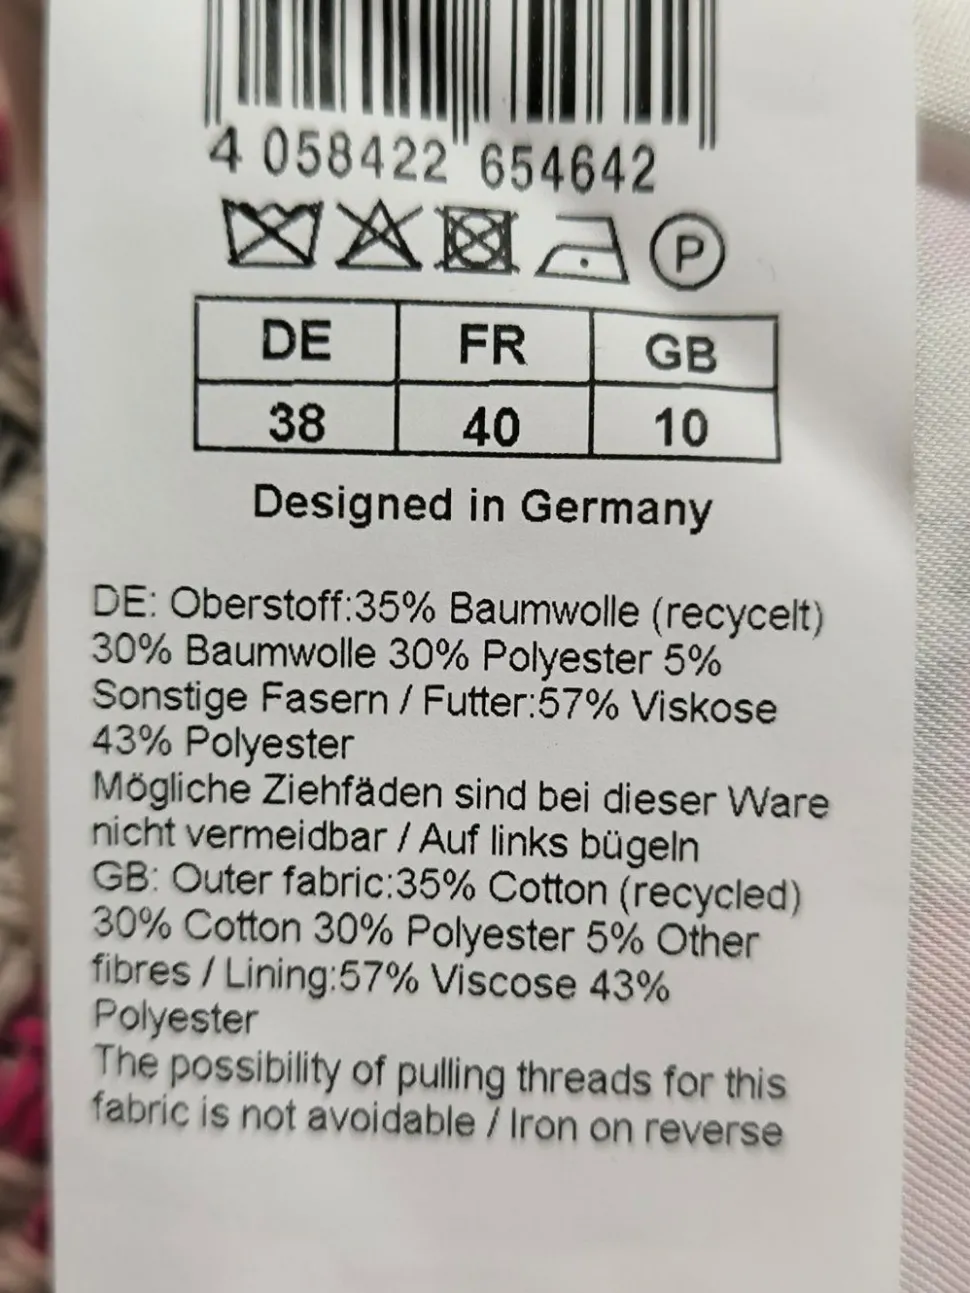 4 058422 654642
P
DE FR GB
38 40 10
Designed in Germany
DE: Oberstoff:35% Baumwolle (recycelt)
30% Baumwolle 30% Polyester 5%
Sonstige Fasern / Futter:57% Viskose
43% Polyester
Mögliche Ziehfäden sind bei dieser Ware
nicht vermeidbar / Auf links bügeln
GB: Outer fabric:35% Cotton (recycled)
30% Cotton 30% Polyester 5% Other
fibres / Lining:57% Viscose 43%
Polyester
The possibility of pulling threads for this
fabric is not avoidable / Iron on reverse